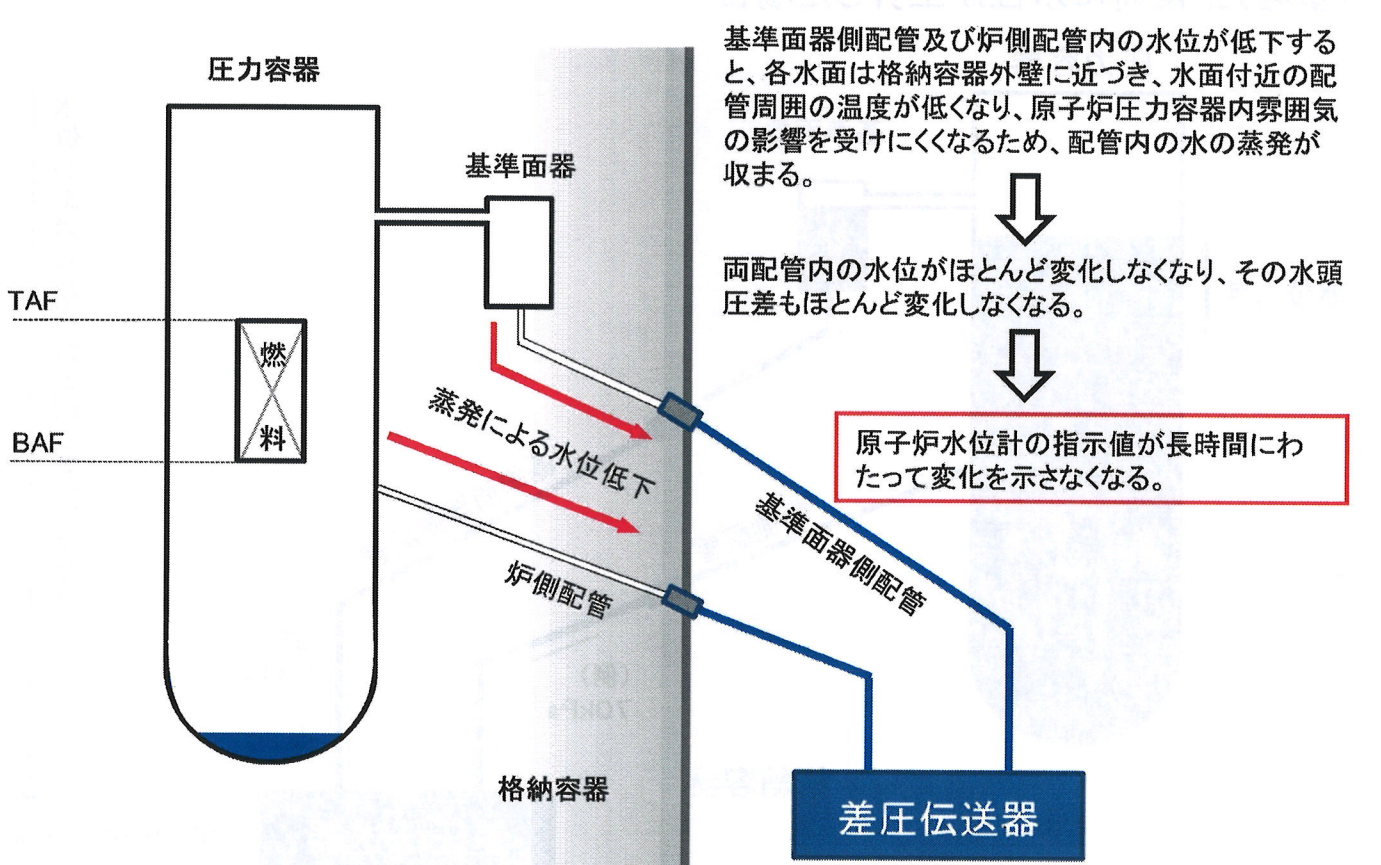 基準面器側配管及び炉側配管内の水位が低下する
と、各水面は格納容器外壁に近づき、水面付近の配
管周囲の温度が低くなり、原子炉圧力容器内雰囲気
の影響を受けにくくなるため、配管内の水の蒸発が
収まる。
両配管内の水位がほとんど変化しなくなり、その水頭
圧差もほとんど変化しなくなる。
原子炉水位計の指示値が長時間にわ
たって変化を示さなくなる。
圧力容器
基準面器
TAF
燃
料
BAF
蒸発による水位低下
基準面器側配管
炉側配管
格納容器
差圧伝送器